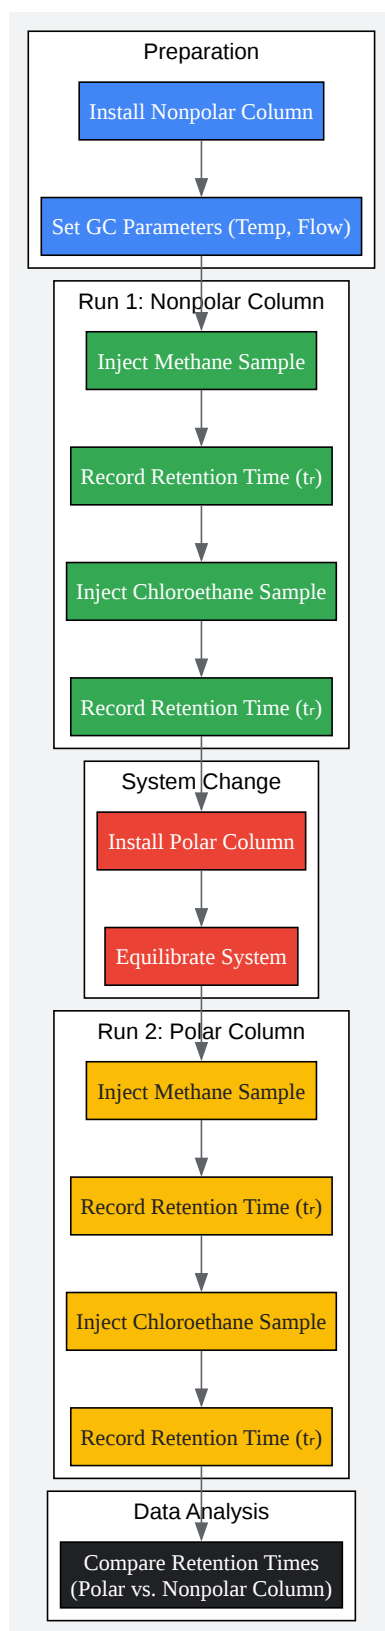 Preparation
Install Nonpolar Column
Set GC Parameters (Temp, Flow)
Run 1: Nonpolar Column
Inject Methane Sample
Record Retention Time (tᵣ)
Inject Chloroethane Sample
Record Retention Time (tᵣ)
System Change
Install Polar Column
Equilibrate System
Run 2: Polar Column
Inject Methane Sample
Record Retention Time (tᵣ)
Inject Chloroethane Sample
Record Retention Time (tᵣ)
Data Analysis
Compare Retention Times
(Polar vs. Nonpolar Column)